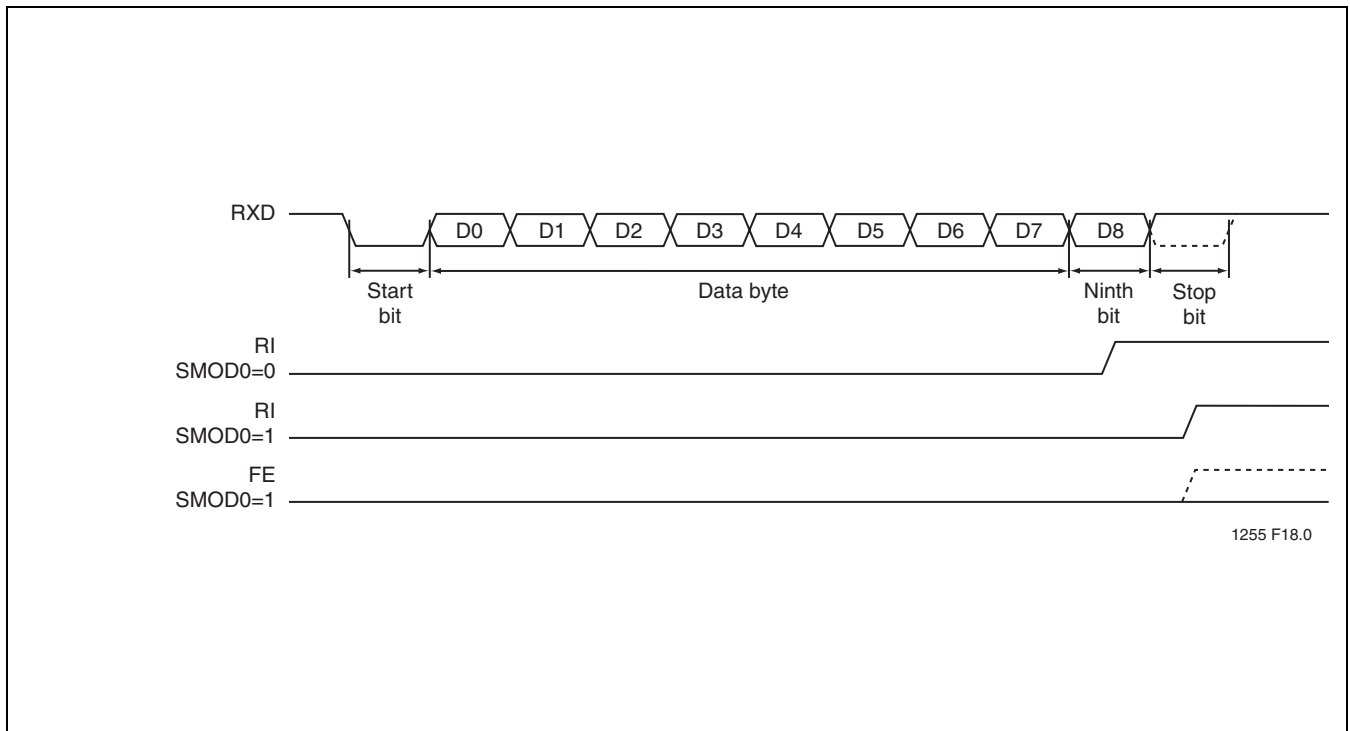 RXD
D0 D1 D2 D3 D4 D5 D6 D7 D8
Start
bit
Data byte
Ninth
bit
Stop
bit
RI
SMOD0=0
RI
SMOD0=1
FE
SMOD0=1
1255 F18.0